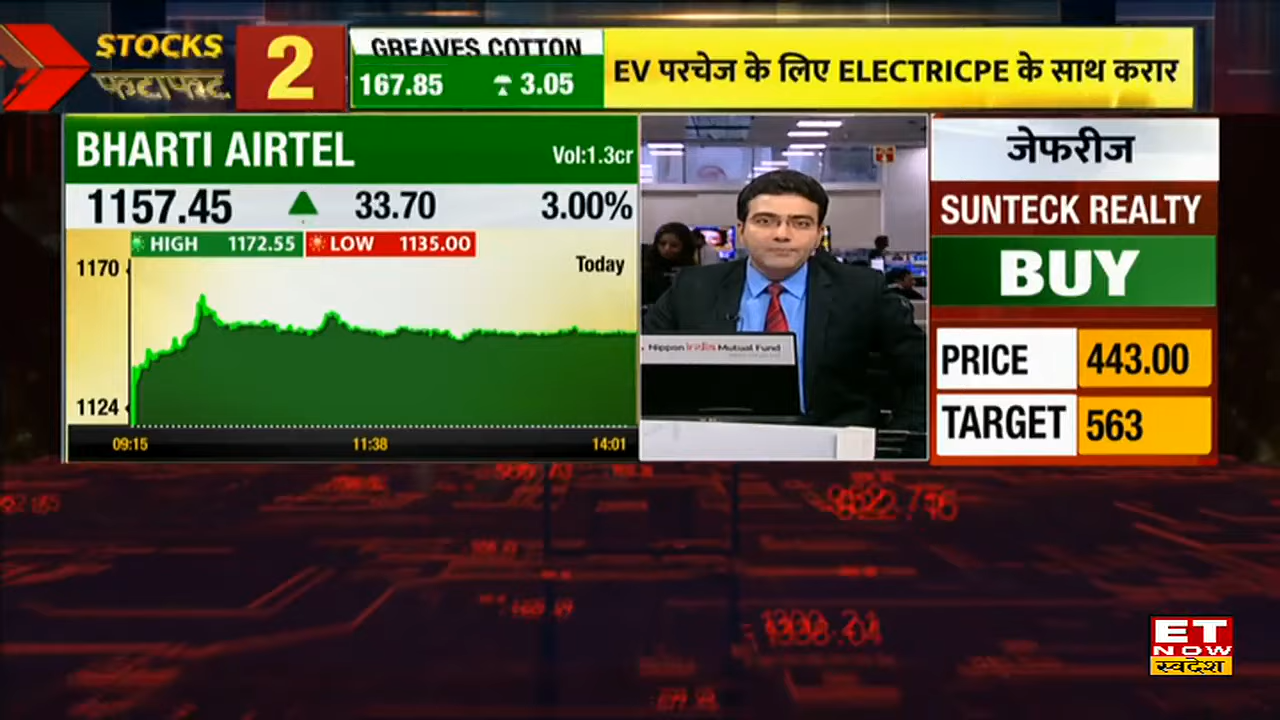 STOCKS
फटाफट
2
GREAVES COTTON
167.85 3.05
EV परचेज के लिए ELECTRICPE के साथ करार
BHARTI AIRTEL
Vol:1.3cr
1157.45 33.70 3.00%
HIGH 1172.55 LOW 1135.00
Today
1170
1124
09:15 11:38 14:01
Nippon india Mutual Fund
जेफरीज
SUNTECK REALTY
BUY
PRICE 443.00
TARGET 563
ET
NOW
स्वदेश